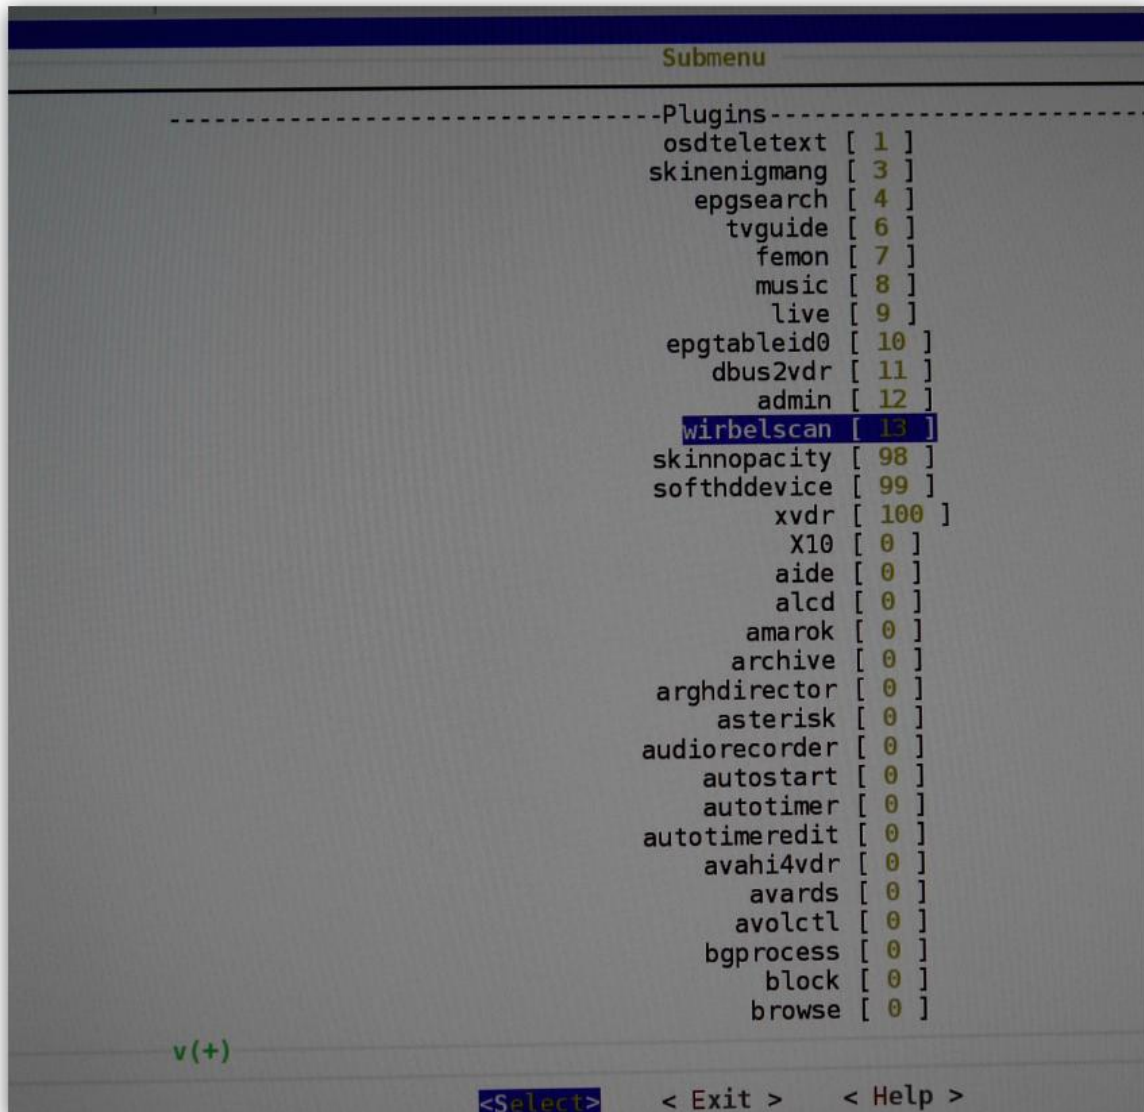 Submenu
--------------------------------Plugins-------------------------
osdteletext [ 1 ]
skinenigmang [ 3 ]
epgsearch [ 4 ]
tvguide [ 6 ]
femon [ 7 ]
music [ 8 ]
live [ 9 ]
epgtableid0 [ 10 ]
dbus2vdr [ 11 ]
admin [ 12 ]
wirbelscan [ 13 ]
skinnopacity [ 98 ]
softhddevice [ 99 ]
xvdr [ 100 ]
X10 [ 0 ]
aide [ 0 ]
alcd [ 0 ]
amarok [ 0 ]
archive [ 0 ]
arghdirector [ 0 ]
asterisk [ 0 ]
audiorecorder [ 0 ]
autostart [ 0 ]
autotimer [ 0 ]
autotimeredit [ 0 ]
avahi4vdr [ 0 ]
avards [ 0 ]
avolctl [ 0 ]
bgprocess [ 0 ]
block [ 0 ]
browse [ 0 ]
v(+)
<Select> < Exit > < Help >